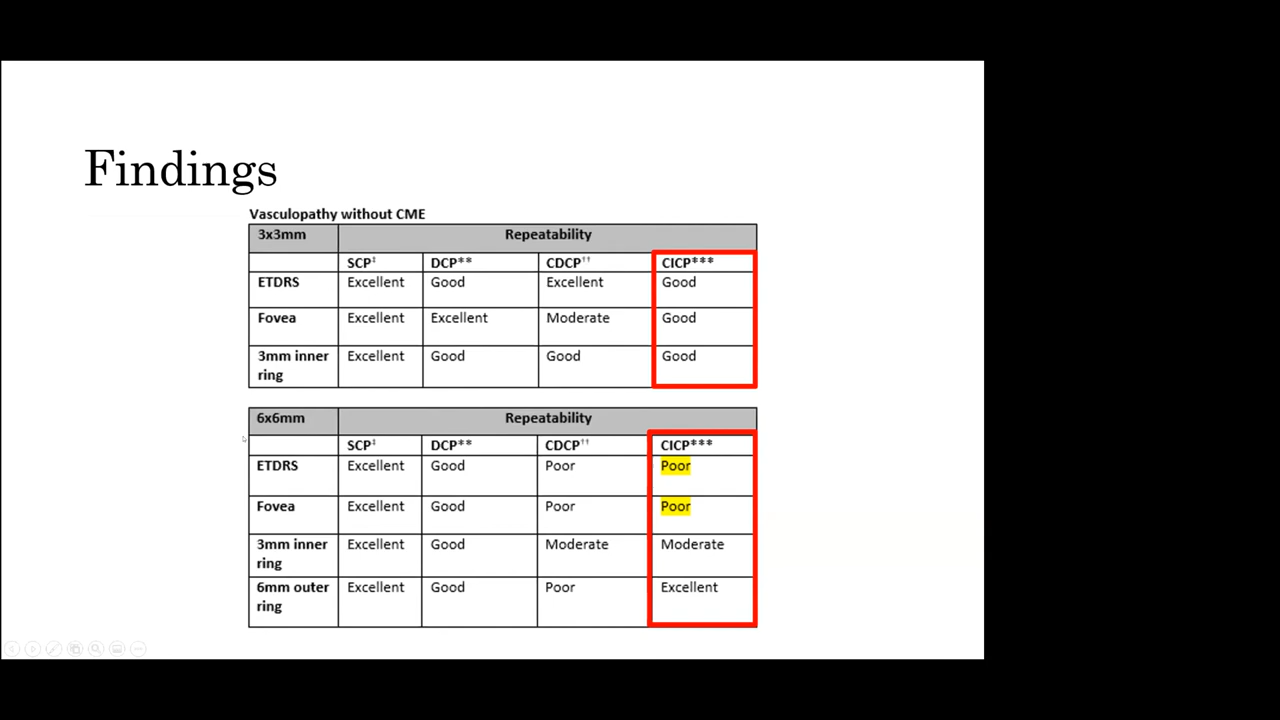 Findings
Vasculopathy without CME
3x3mm Repeatability
SCP‡ DCP** CDCP†† CICP***
ETDRS Excellent Good Excellent Good
Fovea Excellent Excellent Moderate Good
3mm inner Excellent Good Good Good
ring
6x6mm Repeatability
SCP‡ DCP** CDCP†† CICP***
ETDRS Excellent Good Poor Poor
Fovea Excellent Good Poor Poor
3mm inner Excellent Good Moderate Moderate
ring
6mm outer Excellent Good Poor Excellent
ring